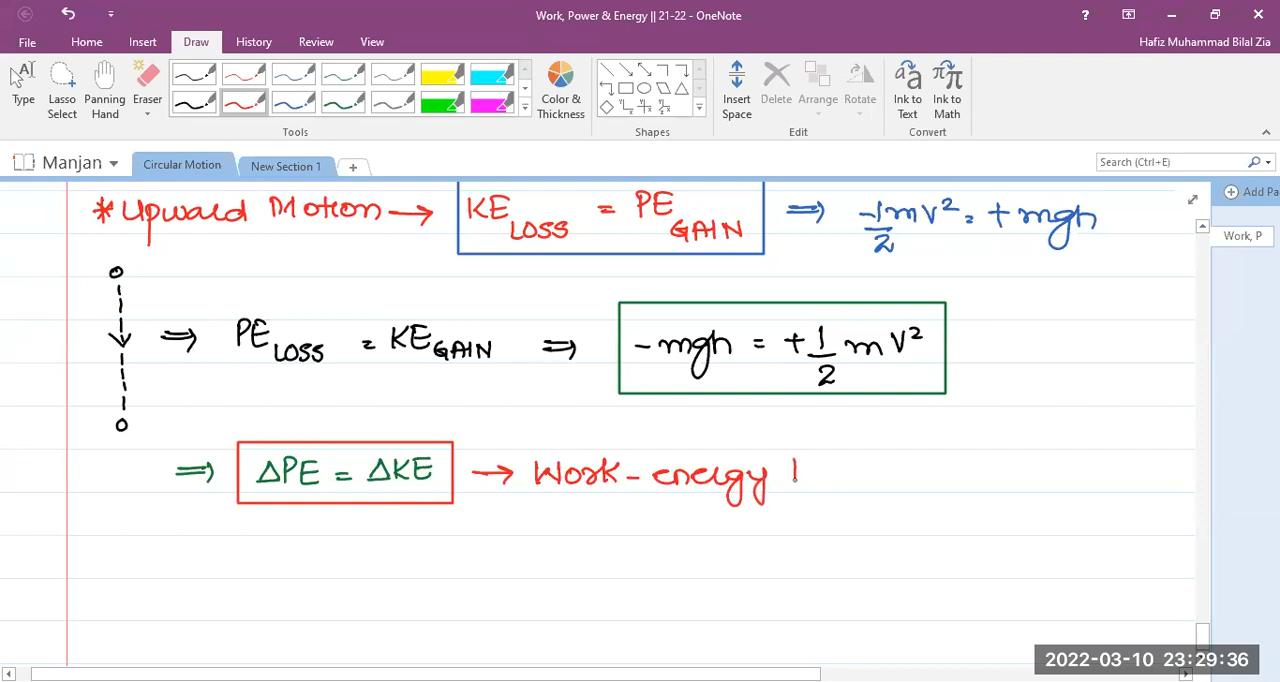 Work, Power & Energy || 21-22 - OneNote
Hafiz Muhammad Bilal Zia
File Home Insert Draw History Review View
Type Lasso Select Panning Hand Eraser
Color & Thickness
Insert Space Delete Arrange Rotate
Ink to Text Ink to Math
Tools Shapes Edit Convert
Manjan Circular Motion New Section 1 Search (Ctrl+E)
Add Pa
Work, P
*Upward Motion → KE LOSS = PE GAIN ⇒ -1/2 mv² = + mgh
⇒ PE LOSS = KE GAIN ⇒ - mgh = + 1/2 mv²
⇒ ΔPE = ΔKE → Work-energy
2022-03-10 23:29:36